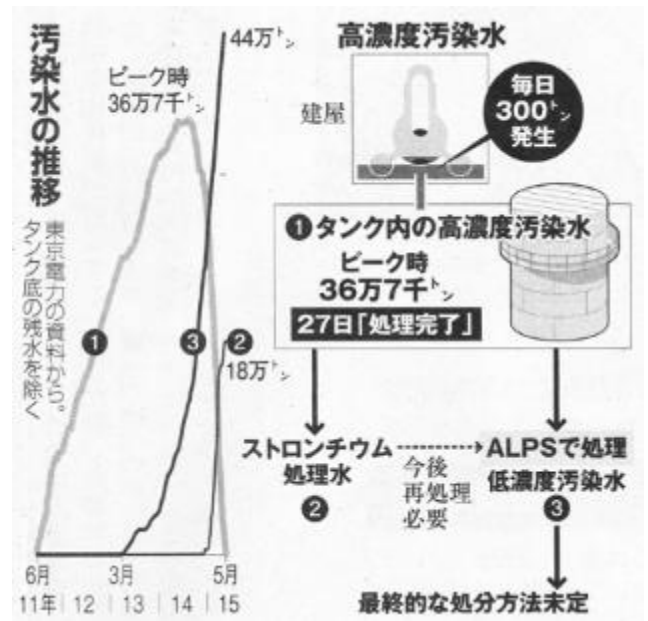 汚染水の推移
東京電力の資料から。
タンク底の残水を除く
ピーク時
36万7千㌧
44万㌧
18万㌧
❶
❸
❷
6月
3月
5月
11年
12
13
14
15
高濃度汚染水
建屋
毎日
300㌧
発生
❶タンク内の高濃度汚染水
ピーク時
36万7千㌧
27日「処理完了」
ストロンチウム
処理水
❷
今後
再処理
必要
ALPSで処理
低濃度汚染水
❸
最終的な処分方法未定